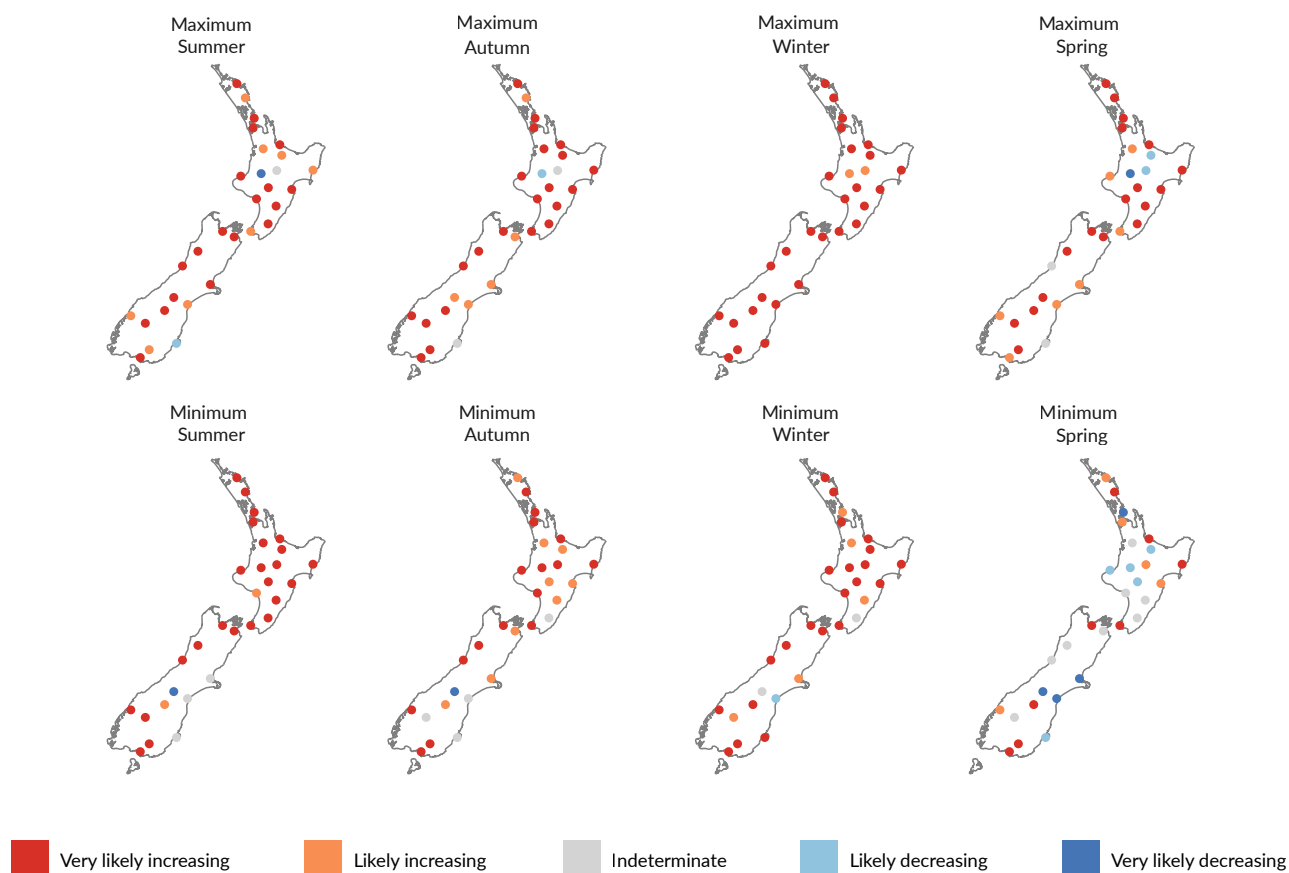 Maximum
Summer
Maximum
Autumn
Maximum
Winter
Maximum
Spring
Minimum
Summer
Minimum
Autumn
Minimum
Winter
Minimum
Spring
Very likely increasing
Likely increasing
Indeterminate
Likely decreasing
Very likely decreasing